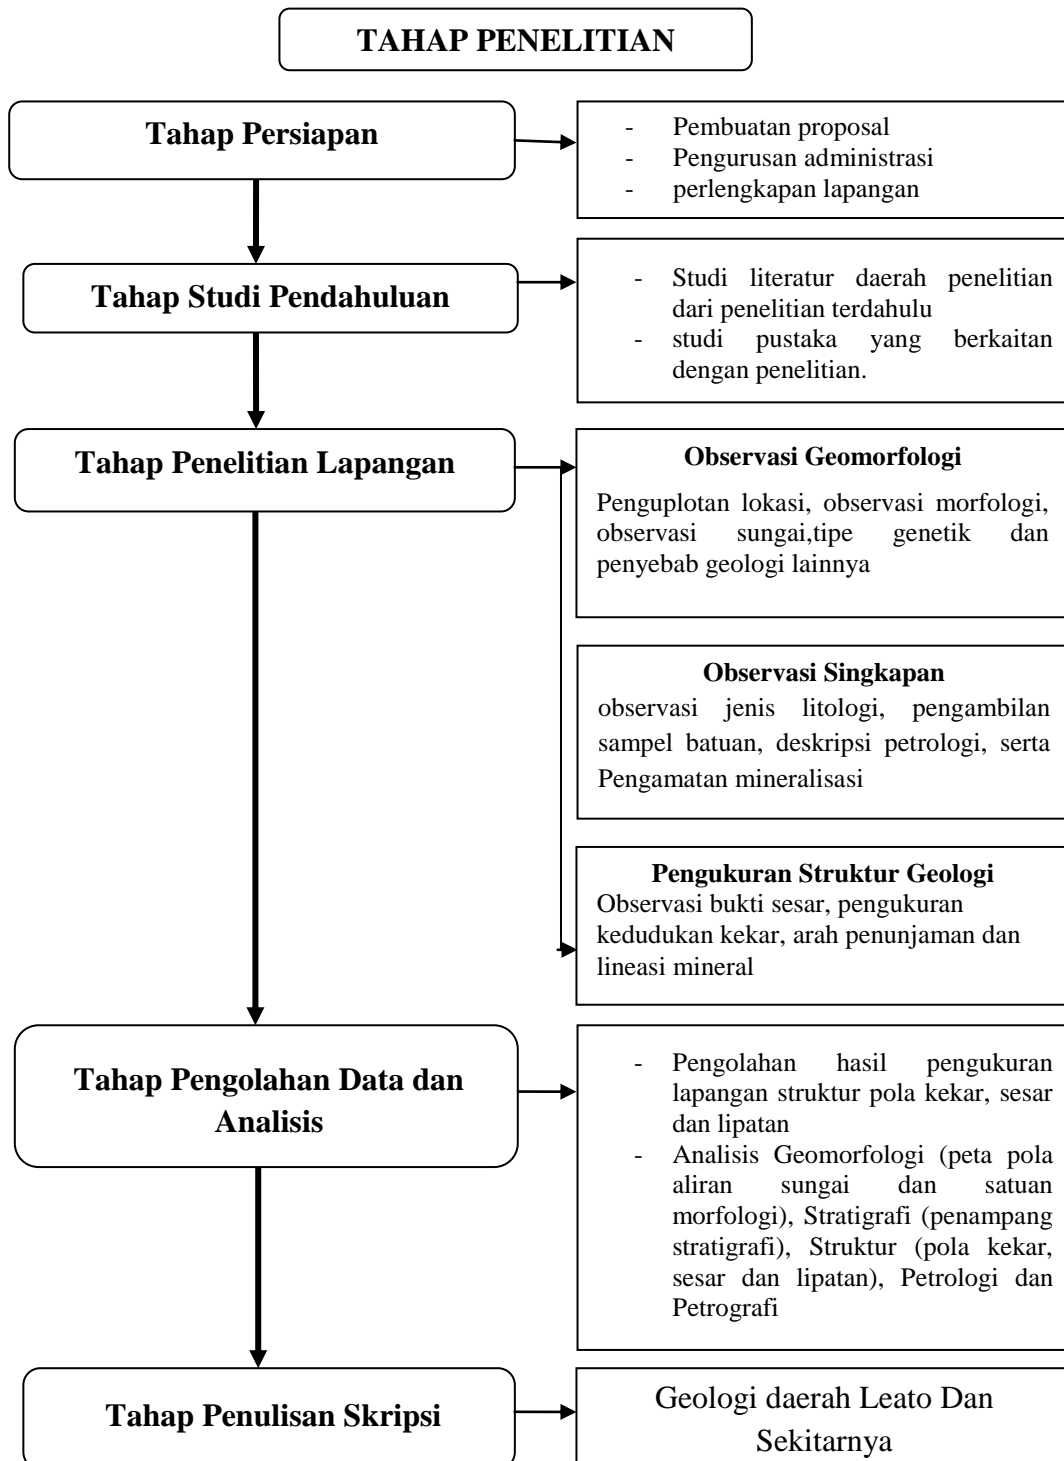 TAHAP PENELITIAN
Tahap Persiapan
- Pembuatan proposal
- Pengurusan administrasi
- perlengkapan lapangan
Tahap Studi Pendahuluan
- Studi literatur daerah penelitian
dari penelitian terdahulu
- studi pustaka yang berkaitan
dengan penelitian.
Tahap Penelitian Lapangan
Observasi Geomorfologi
Penguplotan lokasi, observasi morfologi,
observasi sungai,tipe genetik dan
penyebab geologi lainnya
Observasi Singkapan
observasi jenis litologi, pengambilan
sampel batuan, deskripsi petrologi, serta
Pengamatan mineralisasi
Pengukuran Struktur Geologi
Observasi bukti sesar, pengukuran
kedudukan kekar, arah penunjaman dan
lineasi mineral
Tahap Pengolahan Data dan
Analisis
- Pengolahan hasil pengukuran
lapangan struktur pola kekar, sesar
dan lipatan
- Analisis Geomorfologi (peta pola
aliran sungai dan satuan
morfologi), Stratigrafi (penampang
stratigrafi), Struktur (pola kekar,
sesar dan lipatan), Petrologi dan
Petrografi
Tahap Penulisan Skripsi
Geologi daerah Leato Dan
Sekitarnya